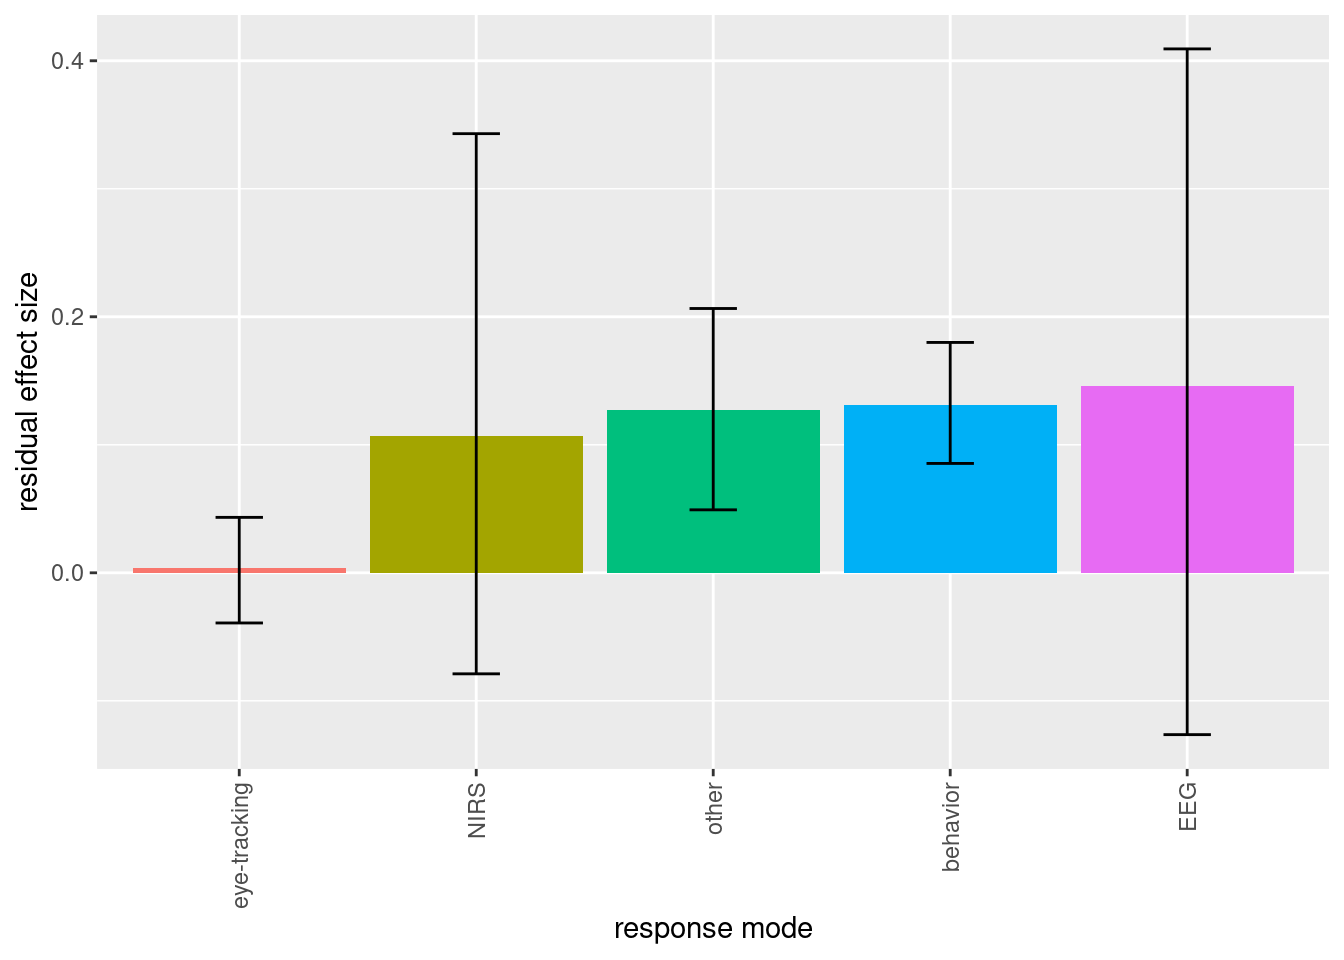 residual effect size
0.4
0.2
0.0
eye-tracking
NIRS
other
behavior
EEG
response mode